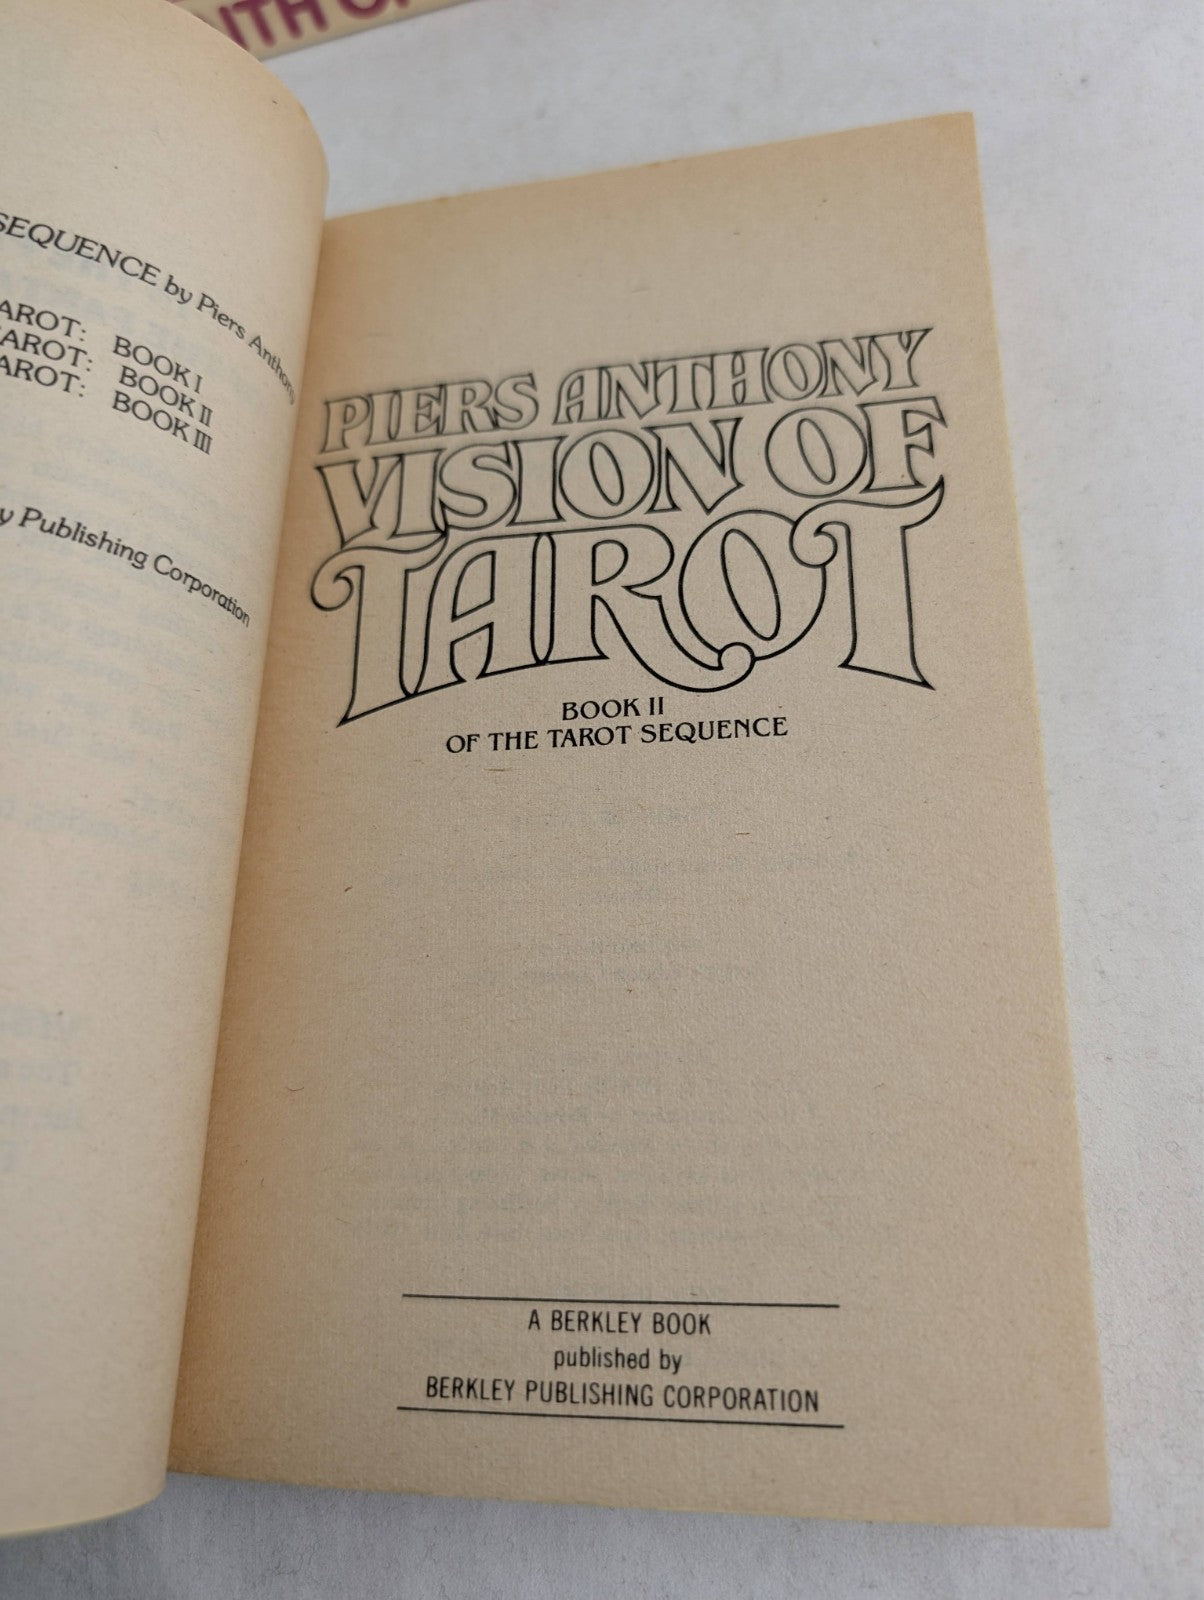 ITH O
SEQUENCE by Piers Anthony
AROT: BOOK I
AROT: BOOK II
AROT: BOOK III
y Publishing Corporation
PIERS ANTHONY
VISION OF
TAROT
BOOK II
OF THE TAROT SEQUENCE
A BERKLEY BOOK
published by
BERKLEY PUBLISHING CORPORATION